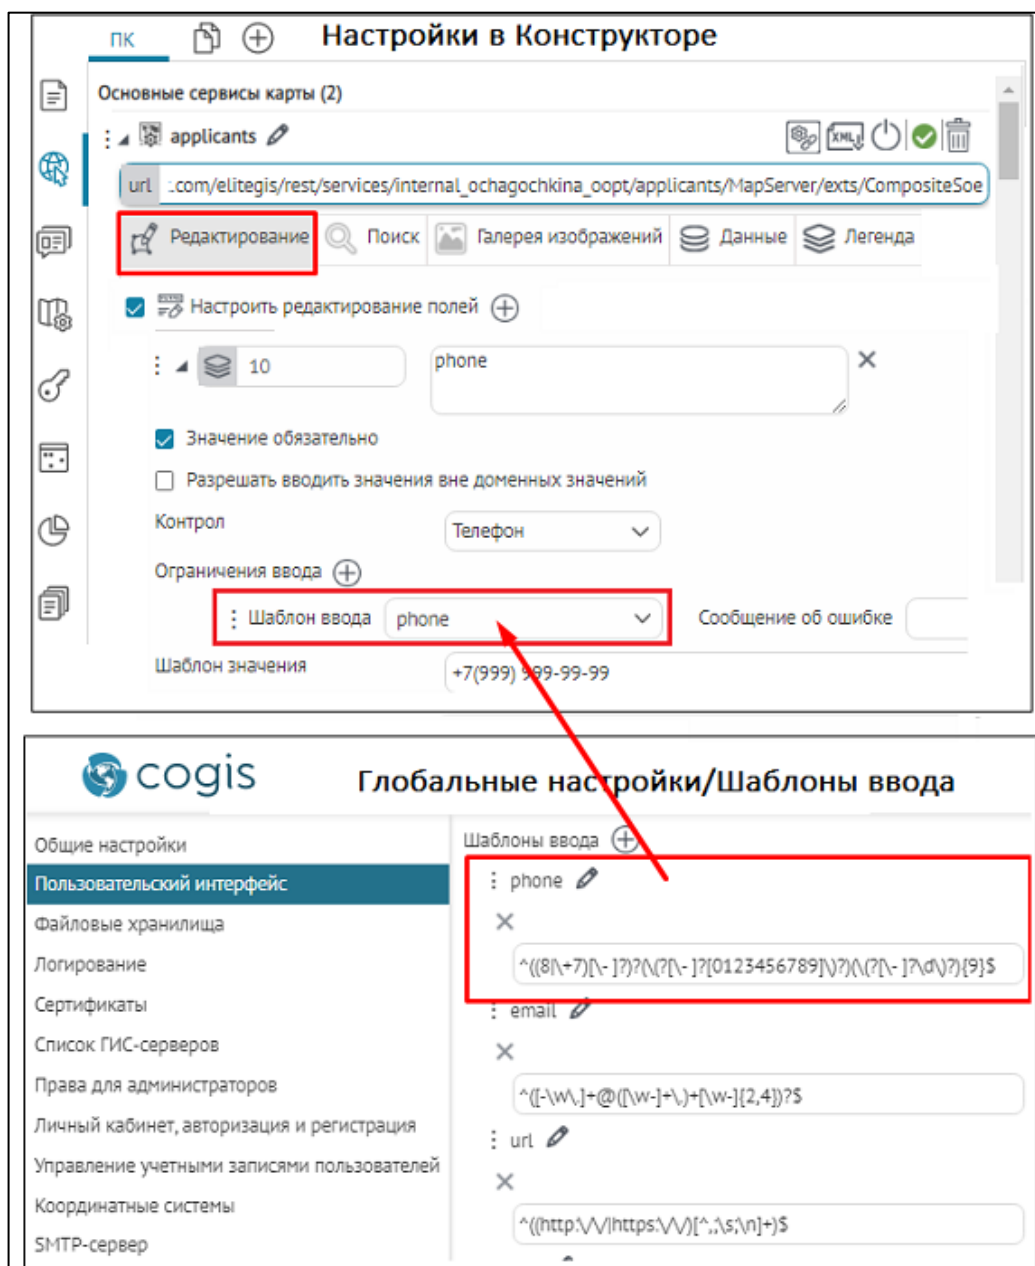 ПК Настройки в Конструкторе
Основные сервисы карты (2)
applicants
XML
url :.com/elitegis/rest/services/internal_ochagochkina_oopt/applicants/MapServer/exts/CompositeSoe
Редактирование Поиск Галерея изображений Данные Легенда
Настроить редактирование полей
10 phone
Значение обязательно
Разрешать вводить значения вне доменных значений
Контрол Телефон
Ограничения ввода
Шаблон ввода phone Сообщение об ошибке
Шаблон значения +7(999) 999-99-99
cogis Глобальные настройки/Шаблоны ввода
Общие настройки
Пользовательский интерфейс
Файловые хранилища
Логирование
Сертификаты
Список ГИС-серверов
Права для администраторов
Личный кабинет, авторизация и регистрация
Управление учетными записями пользователей
Координатные системы
SMTP-сервер
Шаблоны ввода
phone
^((8|\+7)[\- ]?)?(\(?[\- ]?[0123456789]\)?)(\(?[\- ]?\d\)?){9}$
email
^([-\w\.]+@([\w-]+\.)+[\w-]{2,4})?$
url
^((http:\/\/|https:\/\/)[^,;\s;\n]+)$